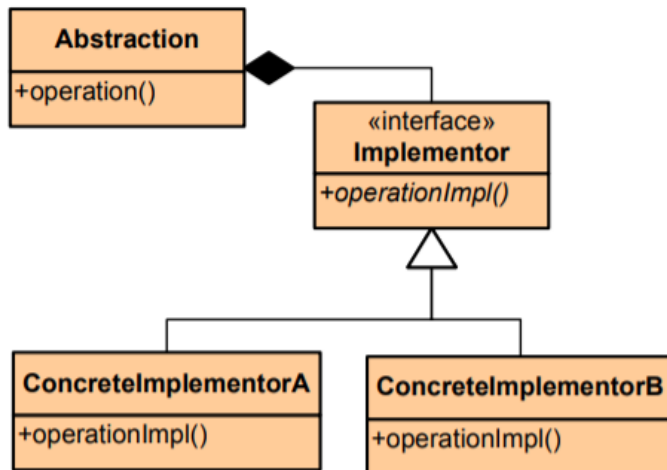 Abstraction
+operation()
«interface»
Implementor
+operationImpl()
ConcreteImplementorA
+operationImpl()
ConcreteImplementorB
+operationImpl()